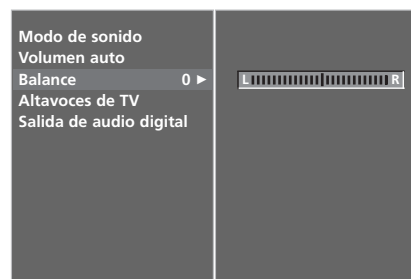 Modo de sonido
Volumen auto
Balance 0 ►
Altavoces de TV
Salida de audio digital
L R